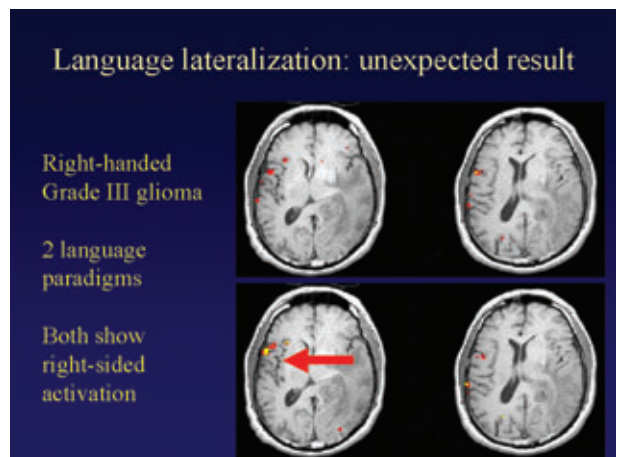 Language lateralization: unexpected result
Right-handed
Grade III glioma
2 language
paradigms
Both show
right-sided
activation